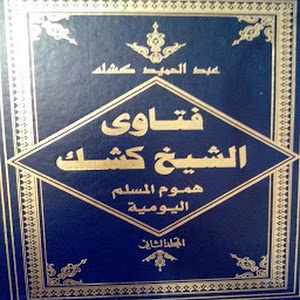 عبد الحميد كشك
فتاوى
الشيخ كشك
هموم المسلم
اليومية
المجلد الثاني